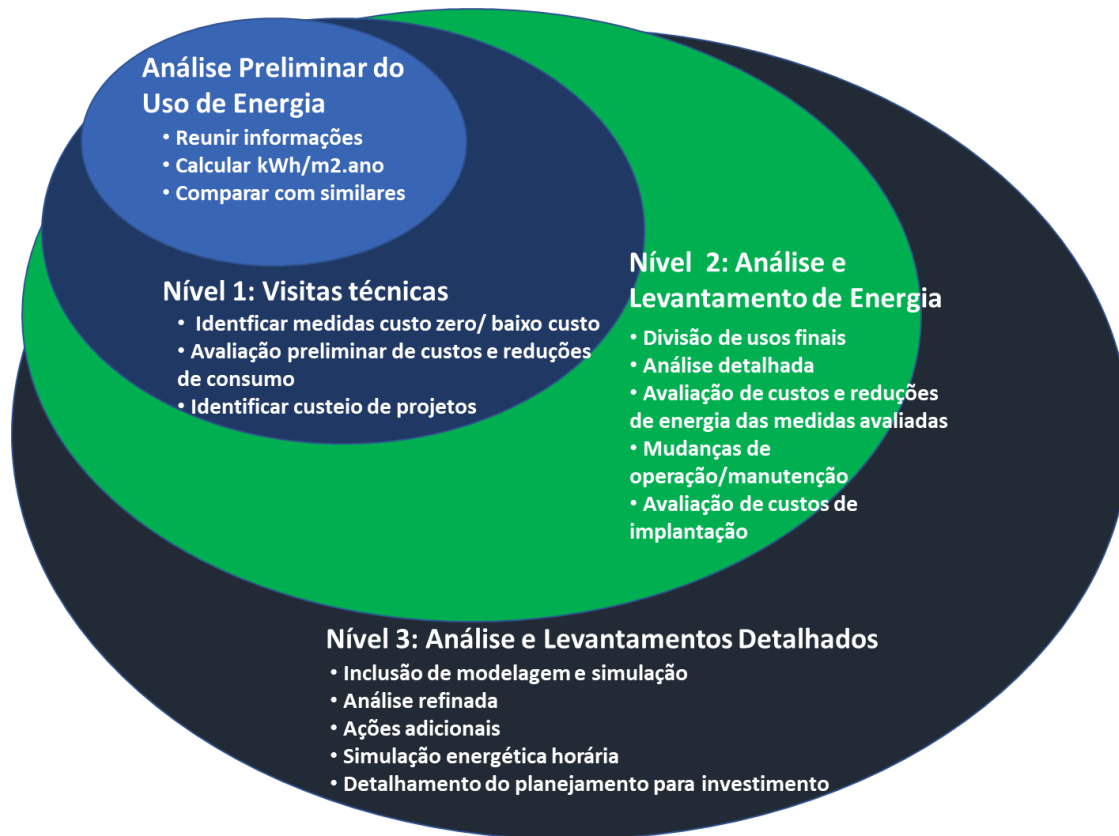 Análise Preliminar do
Uso de Energia
• Reunir informações
• Calcular kWh/m2.ano
• Comparar com similares
Nível 1: Visitas técnicas
• Identficar medidas custo zero/ baixo custo
• Avaliação preliminar de custos e reduções
de consumo
• Identificar custeio de projetos
Nível 2: Análise e
Levantamento de Energia
• Divisão de usos finais
• Análise detalhada
• Avaliação de custos e reduções
de energia das medidas avaliadas
• Mudanças de
operação/manutenção
• Avaliação de custos de
implantação
Nível 3: Análise e Levantamentos Detalhados
• Inclusão de modelagem e simulação
• Análise refinada
• Ações adicionais
• Simulação energética horária
• Detalhamento do planejamento para investimento